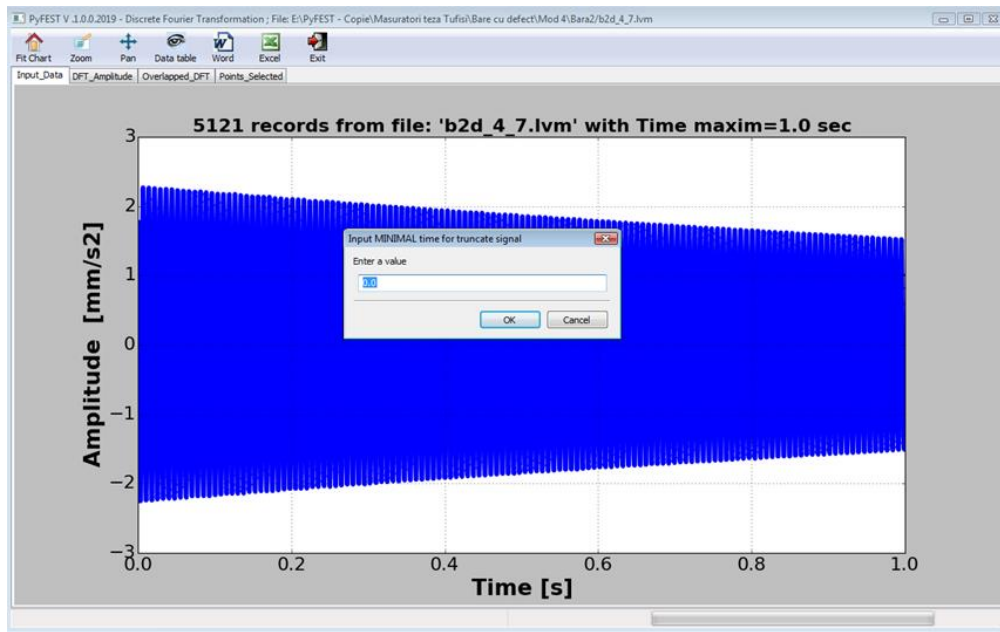 PyFEST V .1.0.0.2019 - Discrete Fourier Transformation ; File: E:\PyFEST - Copie\Masuratori teza Tufisi\Bare cu defect\Mod 4\Bara2/b2d_4_7.lvm
Fit Chart Zoom Pan Data table Word Excel Exit
Input_Data DFT_Amplitude Overlapped_DFT Points_Selected
5121 records from file: 'b2d_4_7.lvm' with Time maxim=1.0 sec
3
2
1
0
−1
−2
−3
Amplitude [mm/s2]
Input MINIMAL time for truncate signal
Enter a value
0.0
OK Cancel
0.0 0.2 0.4 0.6 0.8 1.0
Time [s]